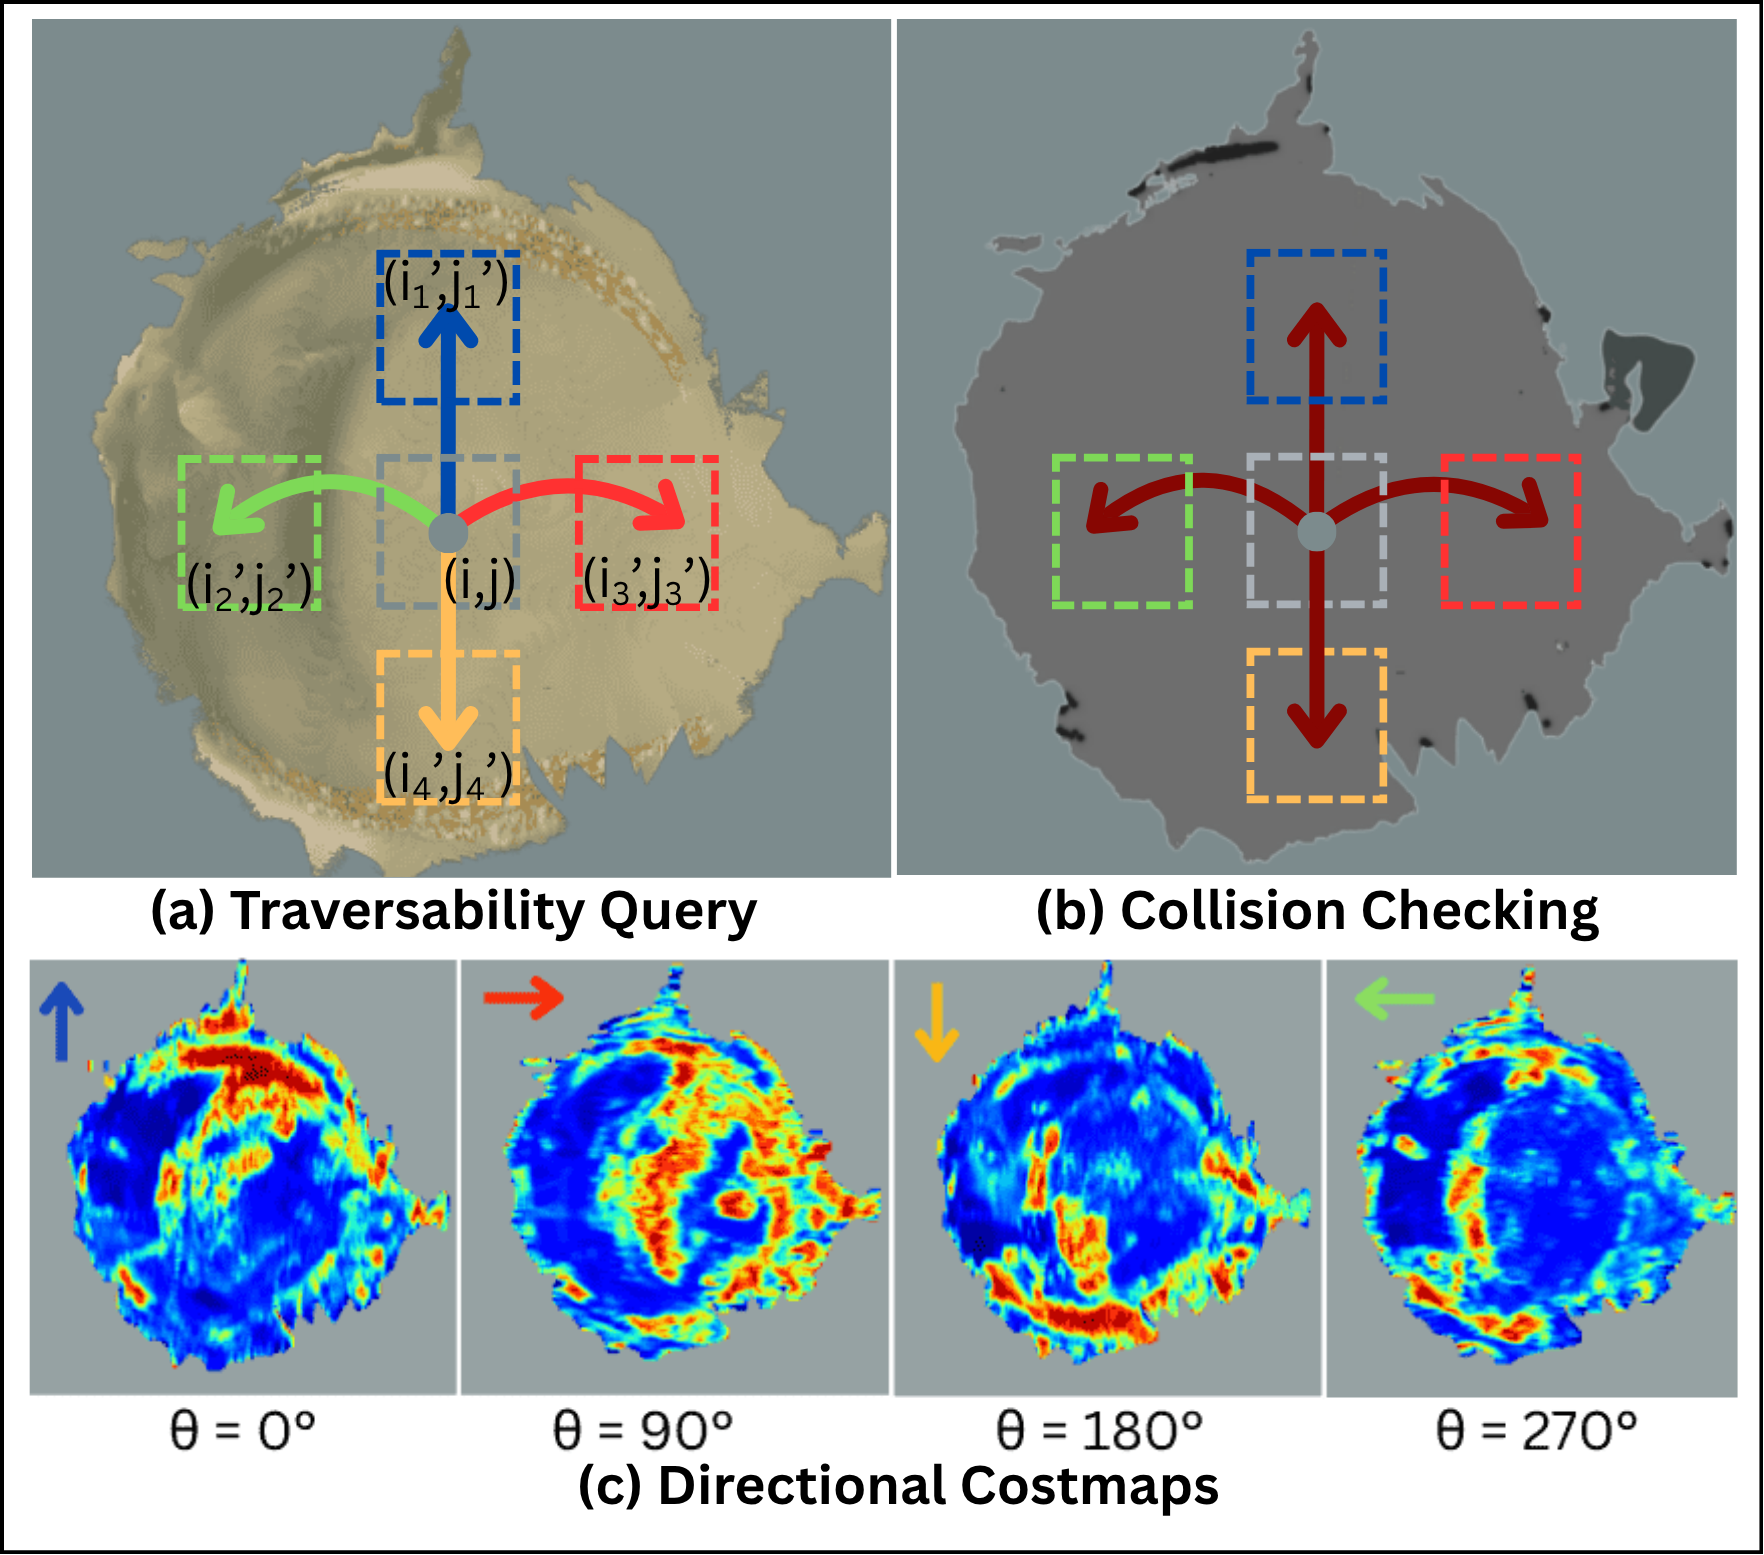 (i₁’,j₁’)
(i₂’,j₂’)
(i,j)
(i₃’,j₃’)
(i₄’,j₄’)
(a) Traversability Query
(b) Collision Checking
θ = 0°
θ = 90°
θ = 180°
θ = 270°
(c) Directional Costmaps